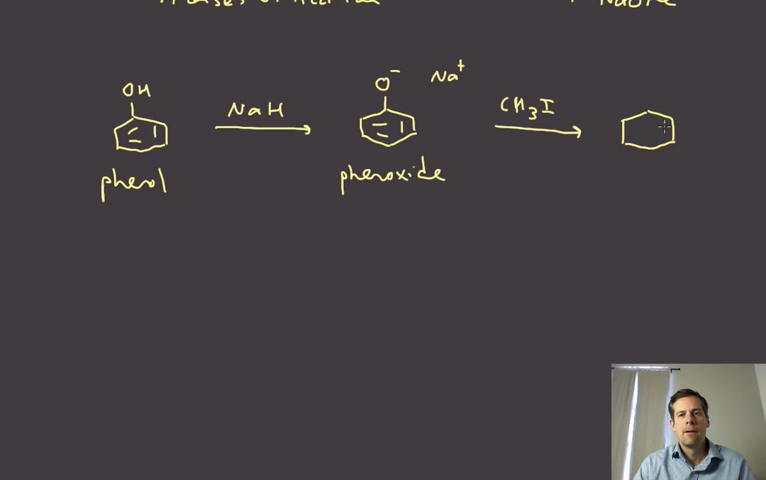 OH
NaH
O⁻ Na⁺
CH₃I
phenol
phenoxide